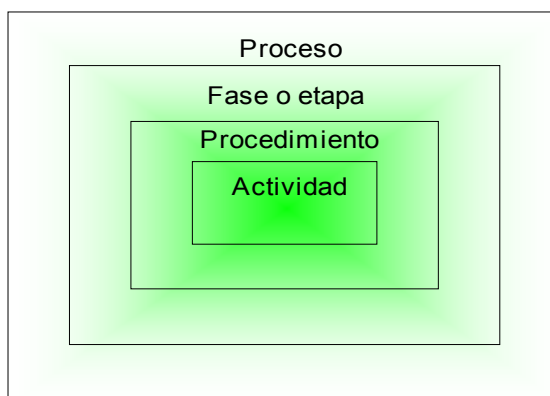 Proceso
Fase o etapa
Procedimiento
Actividad